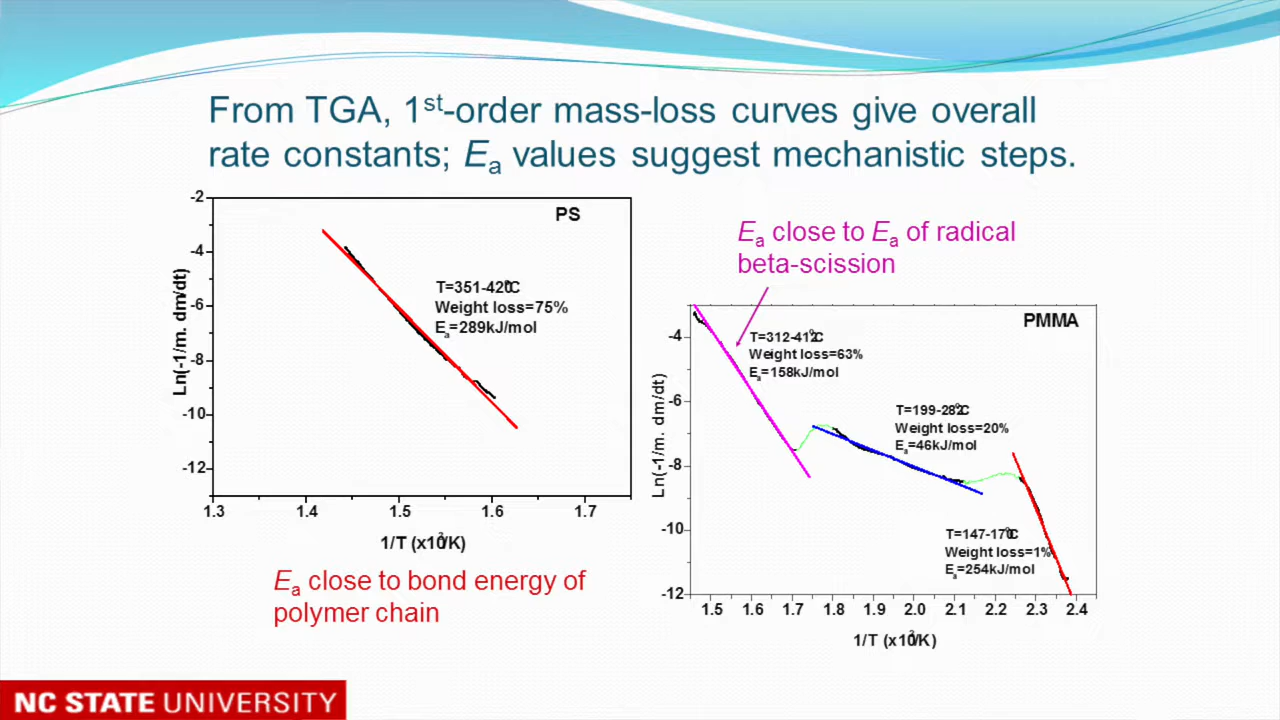 From TGA, 1st-order mass-loss curves give overall
rate constants; Ea values suggest mechanistic steps.
PS
T=351-420°C
Weight loss=75%
Ea=289kJ/mol
Ln(-1/m. dm/dt)
-2
-4
-6
-8
-10
-12
1.3 1.4 1.5 1.6 1.7
1/T (x10³/K)
Ea close to bond energy of
polymer chain
Ea close to Ea of radical
beta-scission
PMMA
T=312-412°C
Weight loss=63%
Ea=158kJ/mol
T=199-282°C
Weight loss=20%
Ea=46kJ/mol
T=147-170°C
Weight loss=1%
Ea=254kJ/mol
Ln(-1/m. dm/dt)
-4
-6
-8
-10
-12
1.5 1.6 1.7 1.8 1.9 2.0 2.1 2.2 2.3 2.4
1/T (x10³/K)
NC STATE UNIVERSITY